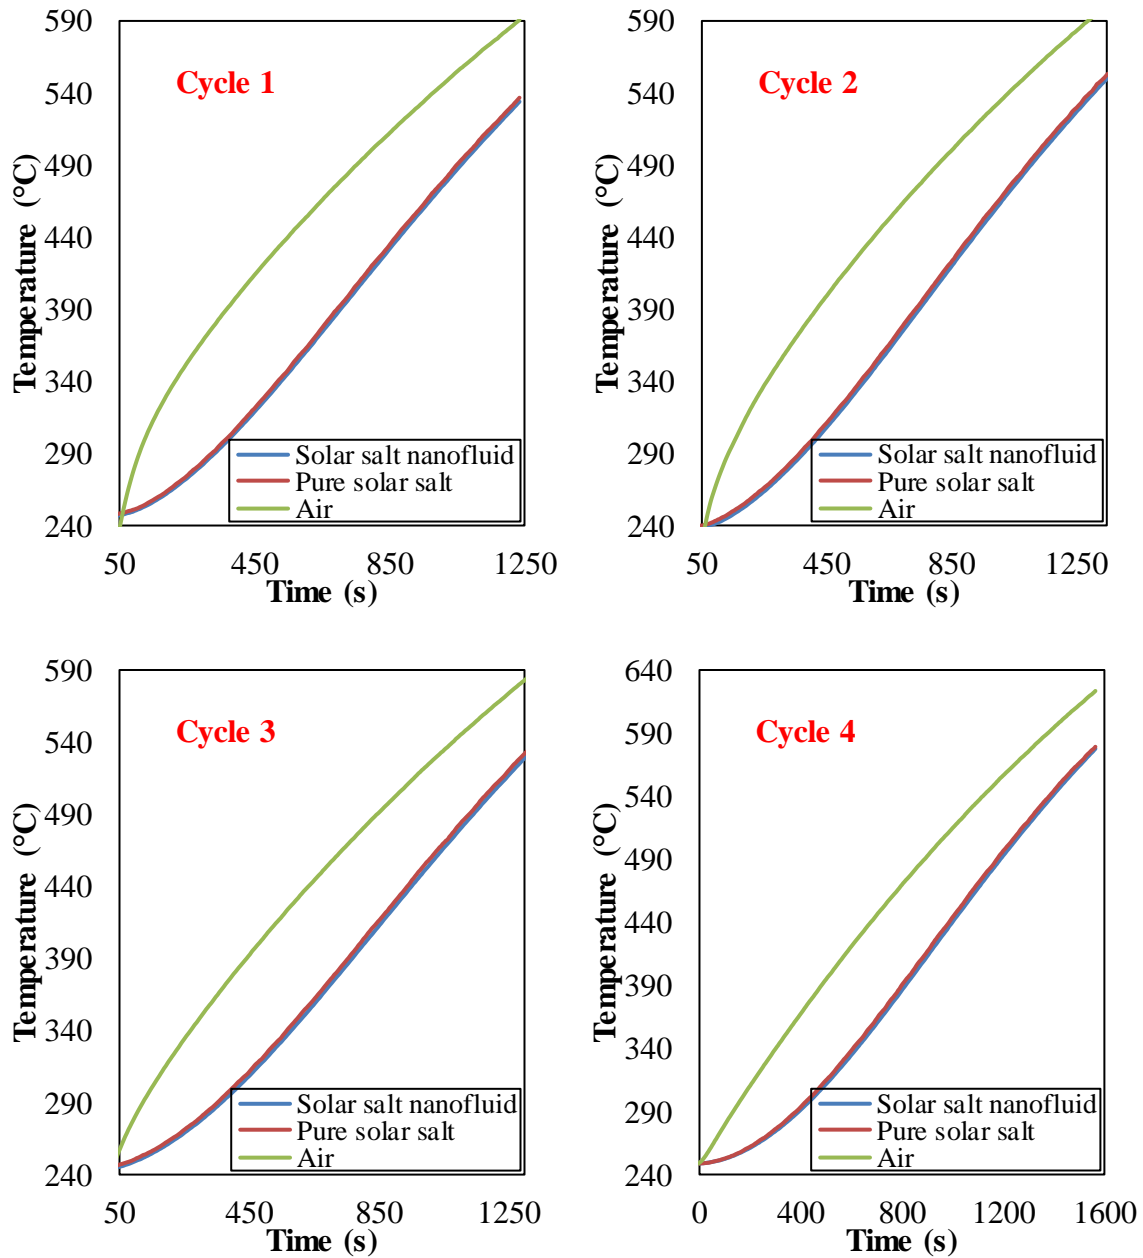 590
540
490
440
390
340
290
240
Temperature (°C)
Cycle 1
Solar salt nanofluid
Pure solar salt
Air
50 450 850 1250
Time (s)
590
540
490
440
390
340
290
240
Temperature (°C)
Cycle 2
Solar salt nanofluid
Pure solar salt
Air
50 450 850 1250
Time (s)
590
540
490
440
390
340
290
240
Temperature (°C)
Cycle 3
Solar salt nanofluid
Pure solar salt
Air
50 450 850 1250
Time (s)
640
590
540
490
440
390
340
290
240
Temperature (°C)
Cycle 4
Solar salt nanofluid
Pure solar salt
Air
0 400 800 1200 1600
Time (s)